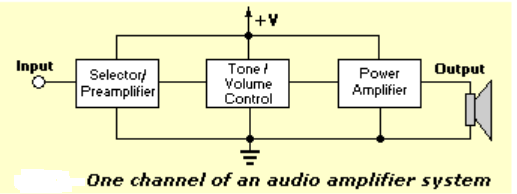 +V
Input
Selector/
Preamplifier
Tone /
Volume
Control
Power
Amplifier
Output
One channel of an audio amplifier system